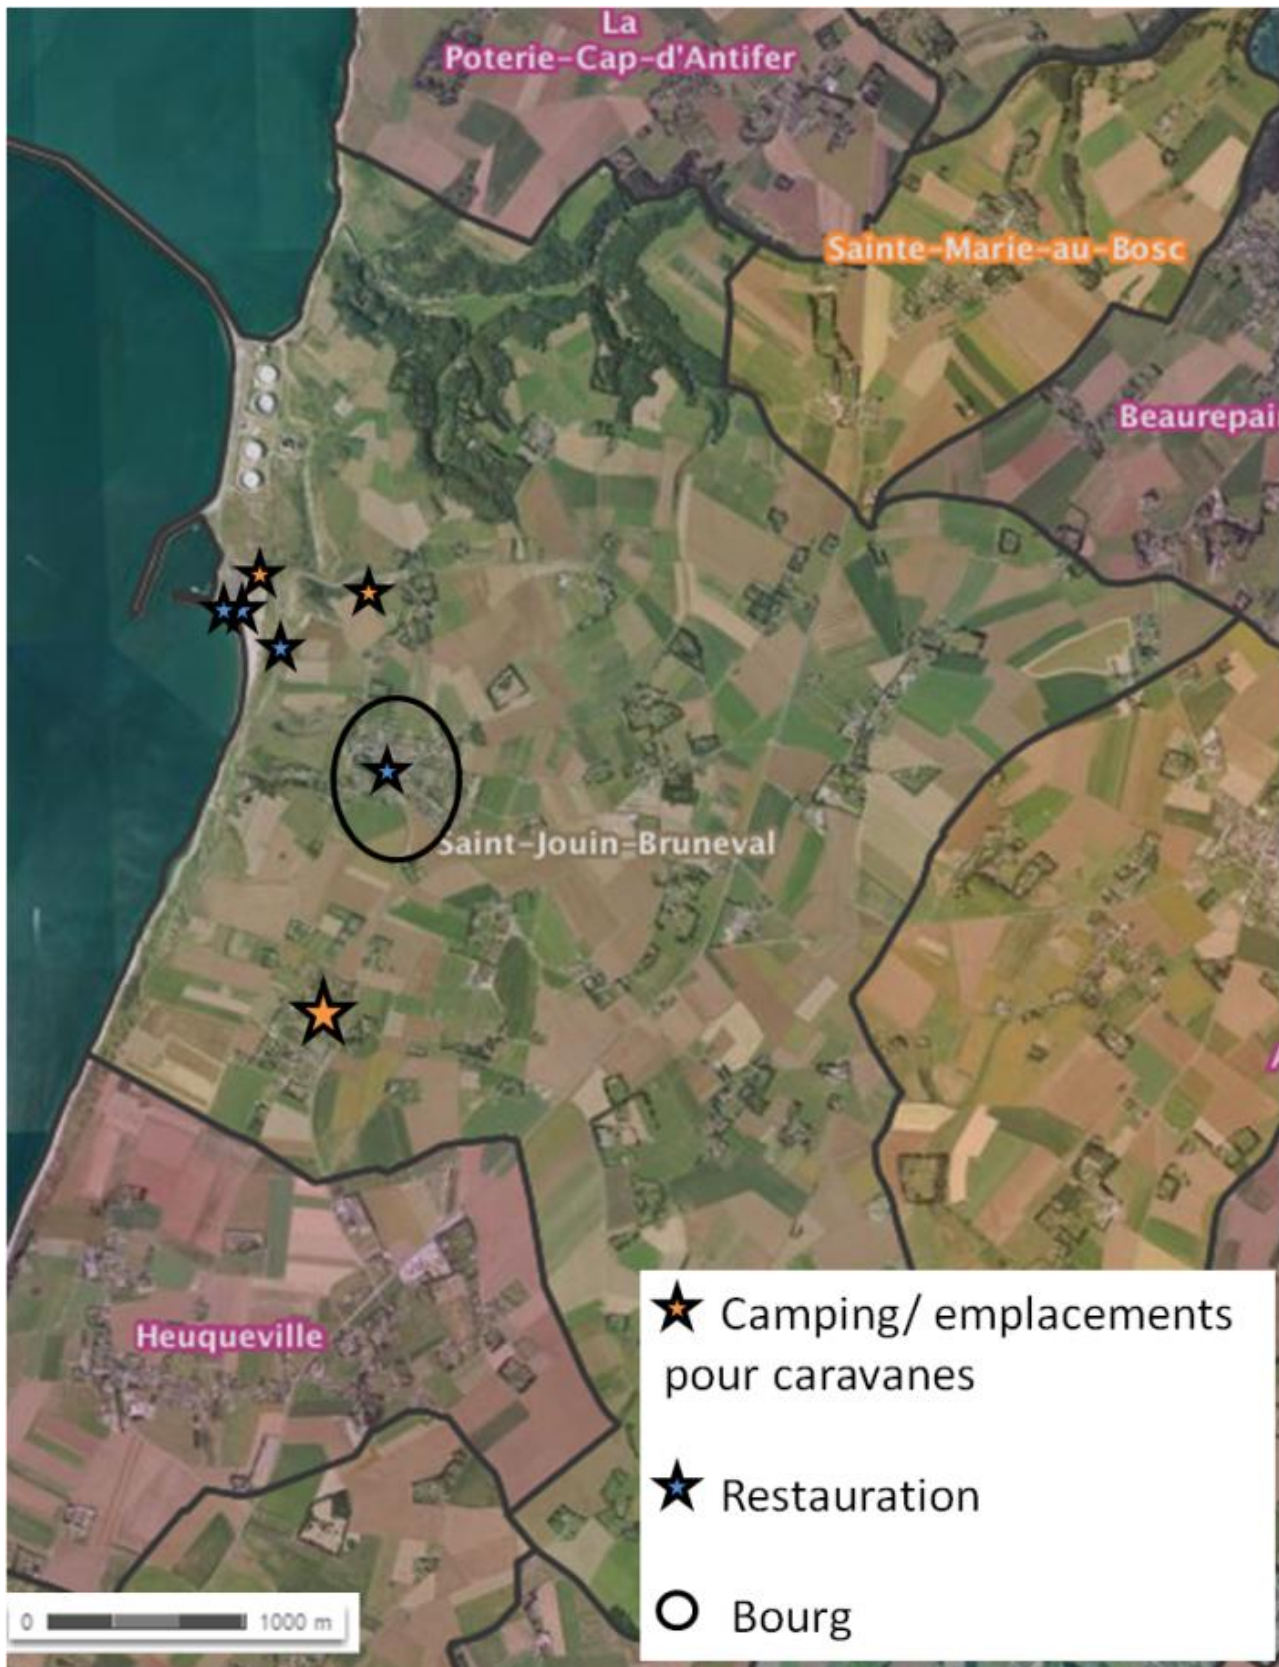 La
Poterie-Cap-d'Antifer
Sainte-Marie-au-Bosc
Beaurepai
Saint-Jouin-Bruneval
Heuqueville
Camping/ emplacements
pour caravanes
Restauration
Bourg
0 1000 m